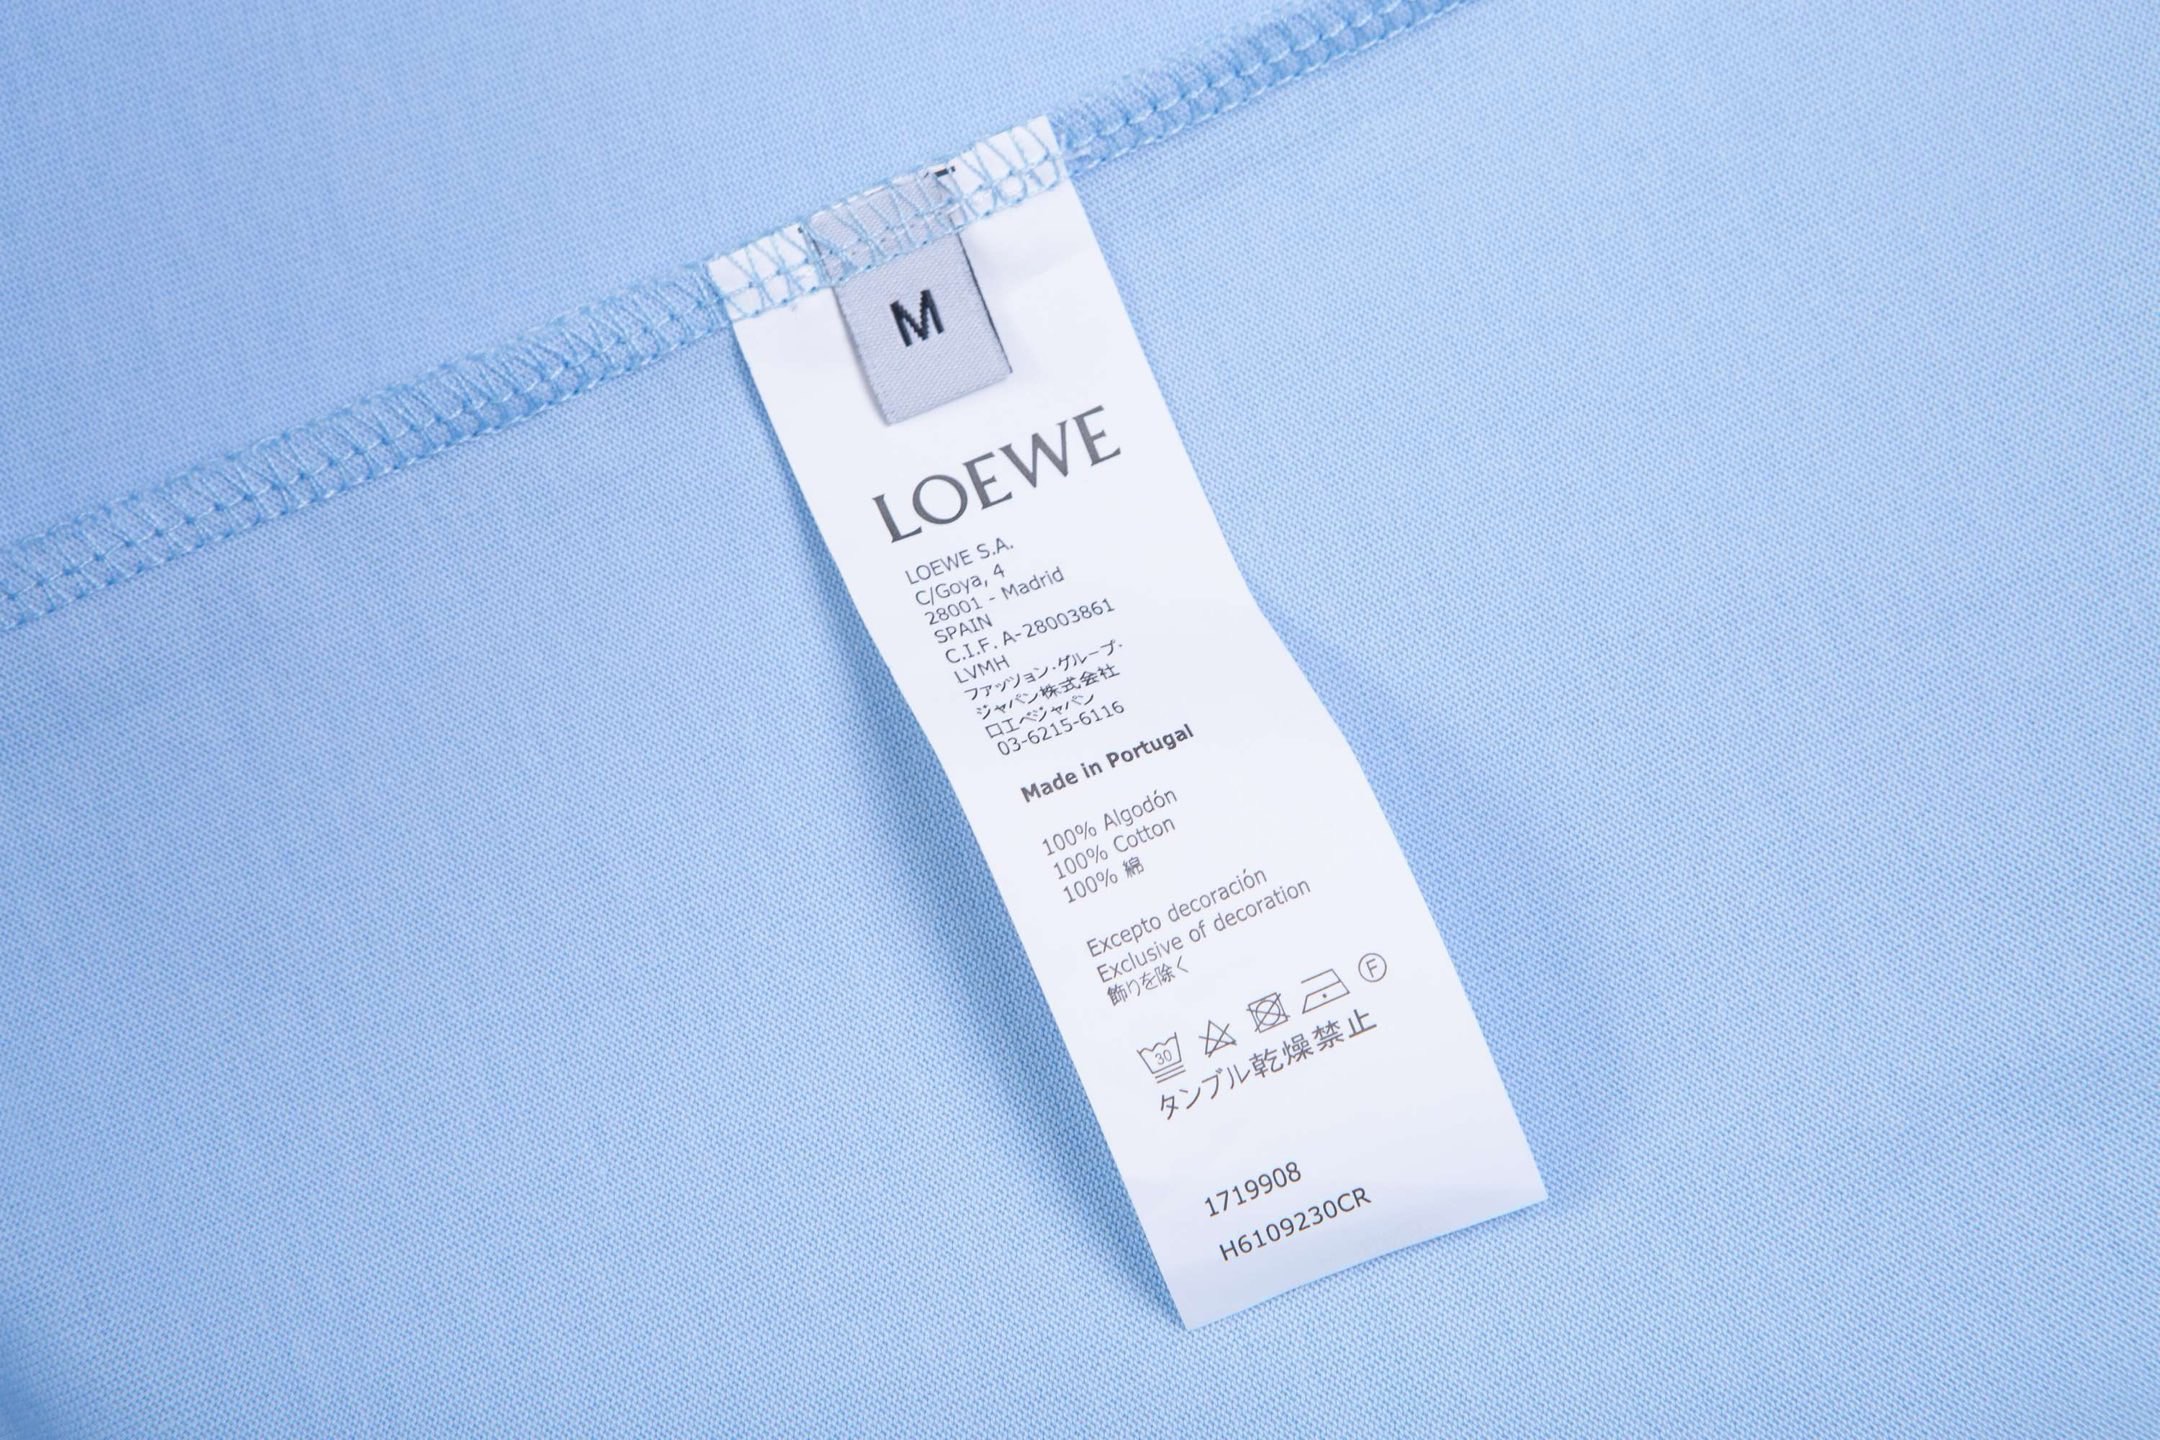 M
LOEWE
LOEWE S.A.
C/Goya, 4
28001 - Madrid
SPAIN
C.I.F. A-28003861
LVMH
ファッション・グループ・
ジャパン株式会社
ロエベジャパン
03-6215-6116
Made in Portugal
100% Algodón
100% Cotton
100% 綿
Excepto decoración
Exclusive of decoration
飾りを除く
30
F
タンブル乾燥禁止
1719908
H6109230CR